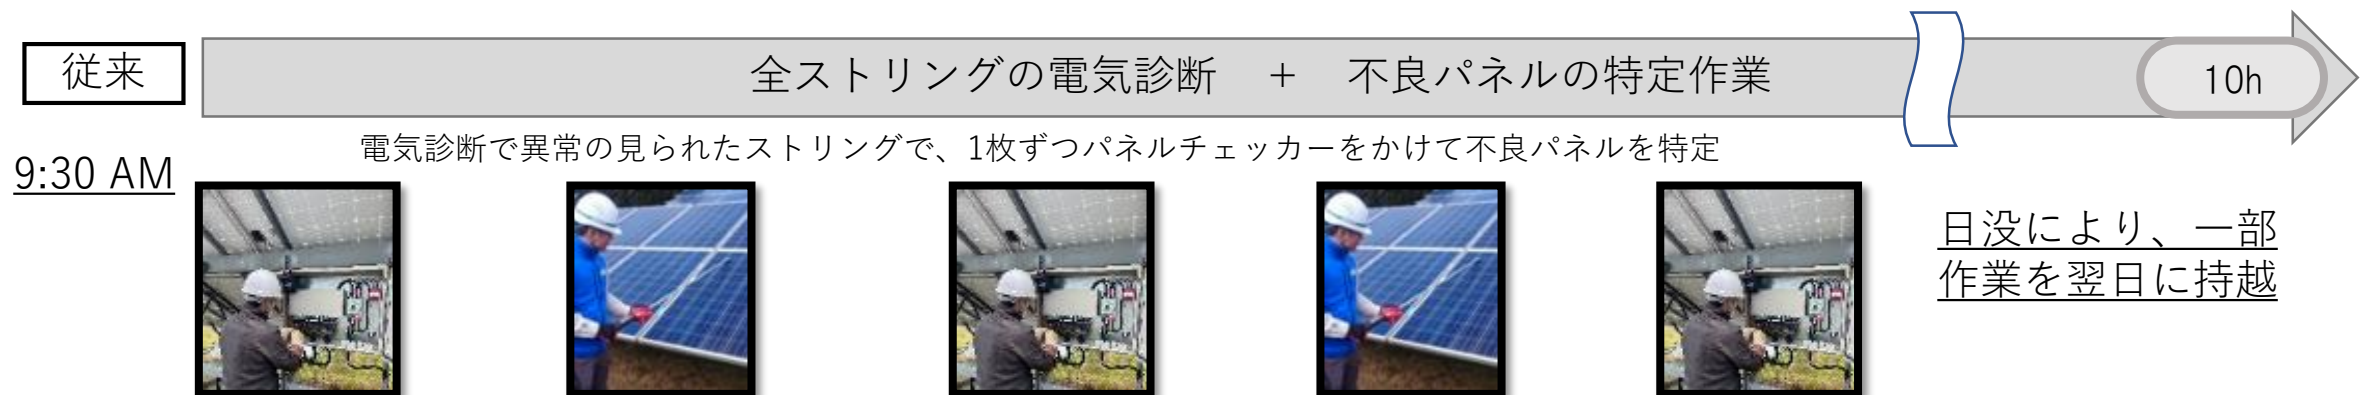 従来
全ストリングの電気診断　+　不良パネルの特定作業
10h
電気診断で異常の見られたストリングで、1枚ずつパネルチェッカーをかけて不良パネルを特定
9:30 AM
日没により、一部
作業を翌日に持越